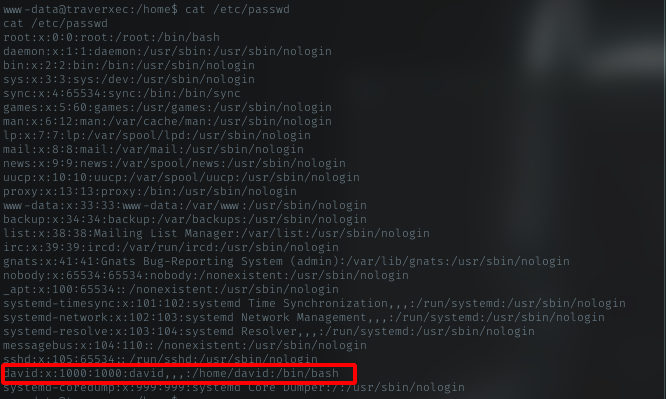 www-data@traverxec:/home$ cat /etc/passwd
cat /etc/passwd
root:x:0:0:root:/root:/bin/bash
daemon:x:1:1:daemon:/usr/sbin:/usr/sbin/nologin
bin:x:2:2:bin:/bin:/usr/sbin/nologin
sys:x:3:3:sys:/dev:/usr/sbin/nologin
sync:x:4:65534:sync:/bin:/bin/sync
games:x:5:60:games:/usr/games:/usr/sbin/nologin
man:x:6:12:man:/var/cache/man:/usr/sbin/nologin
lp:x:7:7:lp:/var/spool/lpd:/usr/sbin/nologin
mail:x:8:8:mail:/var/mail:/usr/sbin/nologin
news:x:9:9:news:/var/spool/news:/usr/sbin/nologin
uucp:x:10:10:uucp:/var/spool/uucp:/usr/sbin/nologin
proxy:x:13:13:proxy:/bin:/usr/sbin/nologin
www-data:x:33:33:www-data:/var/www:/usr/sbin/nologin
backup:x:34:34:backup:/var/backups:/usr/sbin/nologin
list:x:38:38:Mailing List Manager:/var/list:/usr/sbin/nologin
irc:x:39:39:ircd:/var/run/ircd:/usr/sbin/nologin
gnats:x:41:41:Gnats Bug-Reporting System (admin):/var/lib/gnats:/usr/sbin/nologin
nobody:x:65534:65534:nobody:/nonexistent:/usr/sbin/nologin
_apt:x:100:65534::/nonexistent:/usr/sbin/nologin
systemd-timesync:x:101:102:systemd Time Synchronization,,,:/run/systemd:/usr/sbin/nologin
systemd-network:x:102:103:systemd Network Management,,,:/run/systemd:/usr/sbin/nologin
systemd-resolve:x:103:104:systemd Resolver,,,:/run/systemd:/usr/sbin/nologin
messagebus:x:104:110::/nonexistent:/usr/sbin/nologin
sshd:x:105:65534::/run/sshd:/usr/sbin/nologin
david:x:1000:1000:david,,,:/home/david:/bin/bash
systemd-coredump:x:999:999:systemd Core Dumper:/:/usr/sbin/nologin